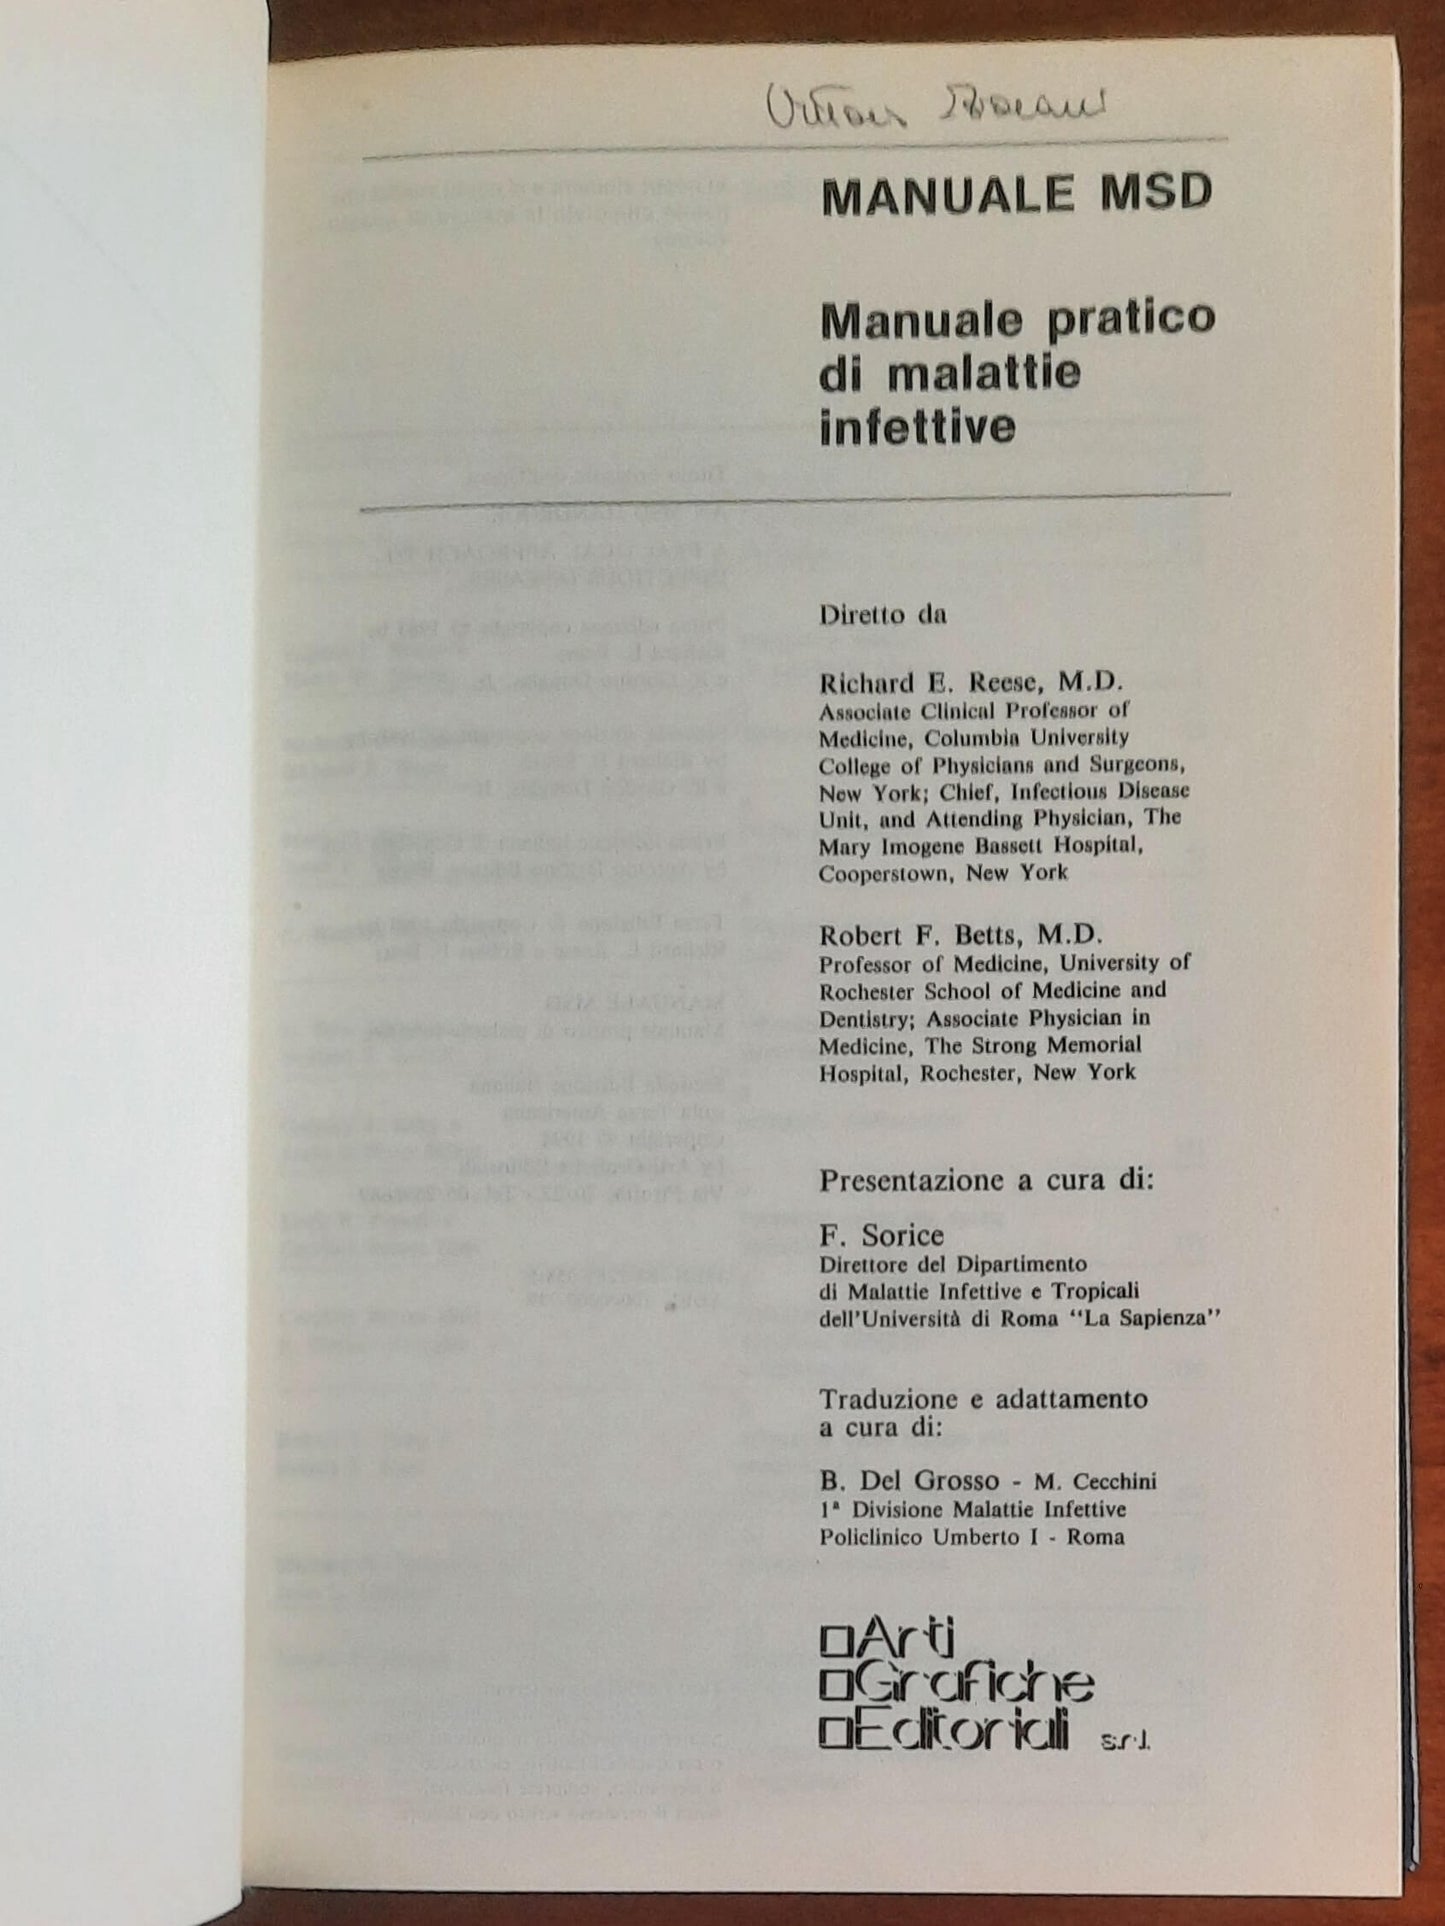 MANUALE MSD
Manuale pratico
di malattie
infettive
Diretto da
Richard E. Reese, M.D.
Associate Clinical Professor of
Medicine, Columbia University
College of Physicians and Surgeons,
New York; Chief, Infectious Disease
Unit, and Attending Physician, The
Mary Imogene Bassett Hospital,
Cooperstown, New York
Robert F. Betts, M.D.
Professor of Medicine, University of
Rochester School of Medicine and
Dentistry; Associate Physician in
Medicine, The Strong Memorial
Hospital, Rochester, New York
Presentazione a cura di:
F. Sorice
Direttore del Dipartimento
di Malattie Infettive e Tropicali
dell'Università di Roma "La Sapienza"
Traduzione e adattamento
a cura di:
B. Del Grosso - M. Cecchini
1ª Divisione Malattie Infettive
Policlinico Umberto I - Roma
Arti
Grafiche
Editoriali s.r.l.